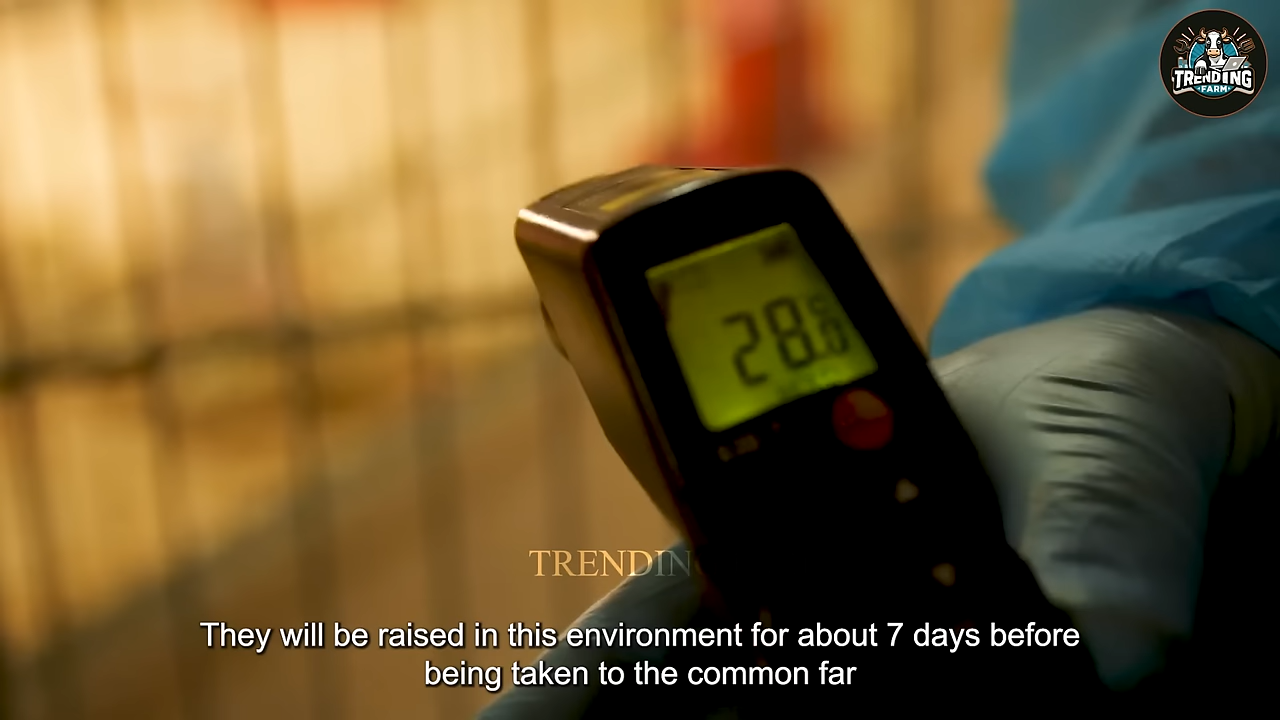 TRENDING
FARM
28.
TRENDIN
They will be raised in this environment for about 7 days before
being taken to the common far